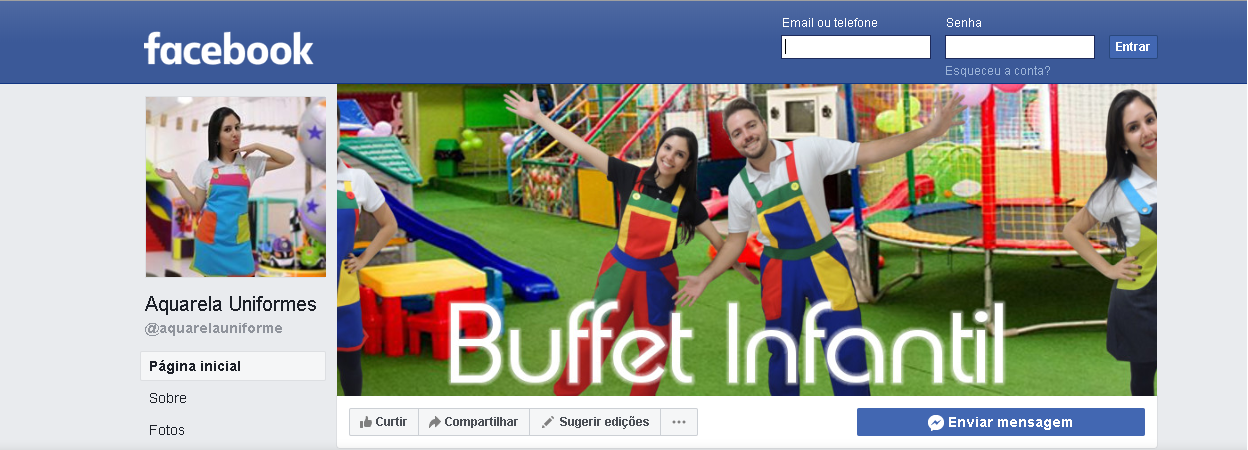 facebook
Email ou telefone
Senha
Entrar
Esqueceu a conta?
Aquarela Uniformes
@aquarelauniforme
Página inicial
Sobre
Fotos
Buffet Infantil
Curtir
Compartilhar
Sugerir edições
Enviar mensagem